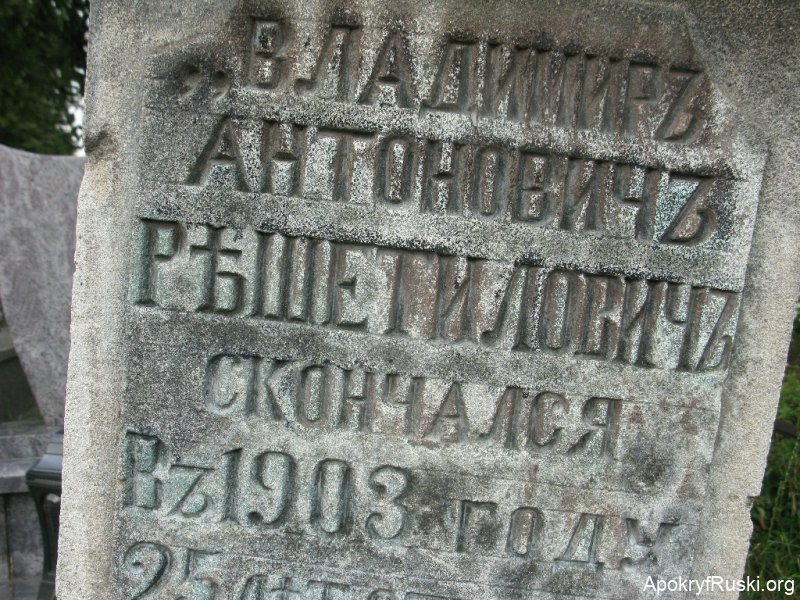 „ВЛАДИМИРЪ
АНТОНОВИЧЪ
РѢШЕТИЛОВИЧЪ
СКОНЧАЛСЯ
ВЪ 1903 ГОДУ
ApokryfRuski.org